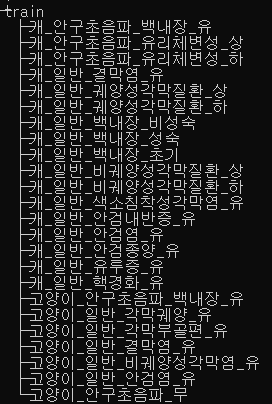 train
개_안구초음파_백내장_유
개_안구초음파_유리체변성_상
개_안구초음파_유리체변성_하
개_일반_결막염_유
개_일반_궤양성각막질환_상
개_일반_궤양성각막질환_하
개_일반_백내장_비성숙
개_일반_백내장_성숙
개_일반_백내장_초기
개_일반_비궤양성각막질환_상
개_일반_비궤양성각막질환_하
개_일반_색소침착성각막염_유
개_일반_안검내반증_유
개_일반_안검염_유
개_일반_안검종양_유
개_일반_유루증_유
개_일반_핵경화_유
고양이_안구초음파_백내장_유
고양이_일반_각막궤양_유
고양이_일반_각막부골편_유
고양이_일반_결막염_유
고양이_일반_비궤양성각막염_유
고양이_일반_안검염_유
고양이_안구초음파_무